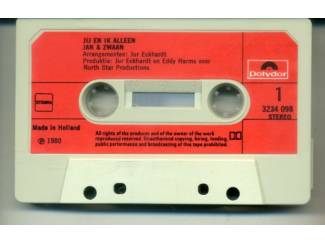 JIJ EN IK ALLEEN
JAN & ZWAAN
Arrangementen: Jur Eckhardt
Produktie: Jur Eckhardt en Eddy Harms voor
North Star Productions.
Polydor
1
3234 098
STEREO
STEMRA
Made in Holland
℗ 1980
All rights of the producer and of the owner of the work
reproduced reserved. Unauthorized copying, hiring, lending,
public performance and broadcasting of this tape prohibited.